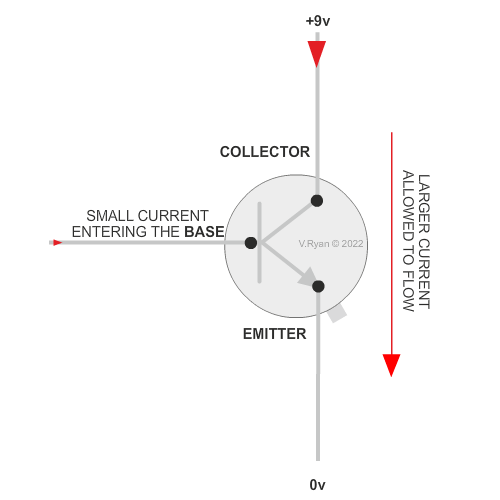 +9v
COLLECTOR
SMALL CURRENT
ENTERING THE BASE
V.Ryan © 2022
LARGER CURRENT
ALLOWED TO FLOW
EMITTER
0v